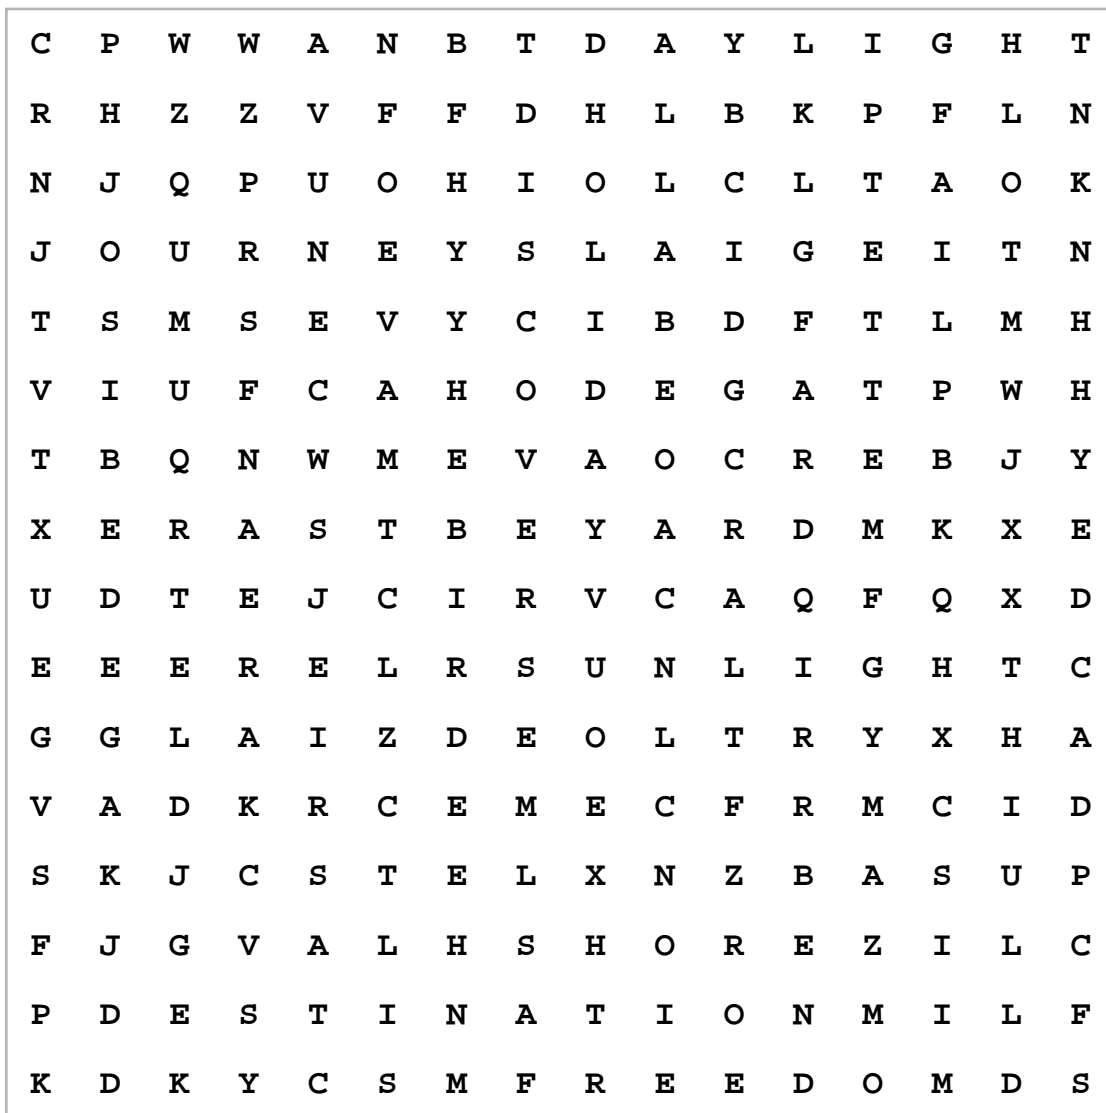 C P W W A N B T D A Y L I G H T
R H Z Z V F F D H L B K P F L N
N J Q P U O H I O L C L T A O K
J O U R N E Y S L A I G E I T N
T S M S E V Y C I B D F T L M H
V I U F C A H O D E G A T P W H
T B Q N W M E V A O C R E B J Y
X E R A S T B E Y A R D M K X E
U D T E J C I R V C A Q F Q X D
E E E R E L R S U N L I G H T C
G G L A I Z D E O L T R Y X H A
V A D K R C E M E C F R M C I D
S K J C S T E L X N Z B A S U P
F J G V A L H S H O R E Z I L C
P D E S T I N A T I O N M I L F
K D K Y C S M F R E E D O M D S